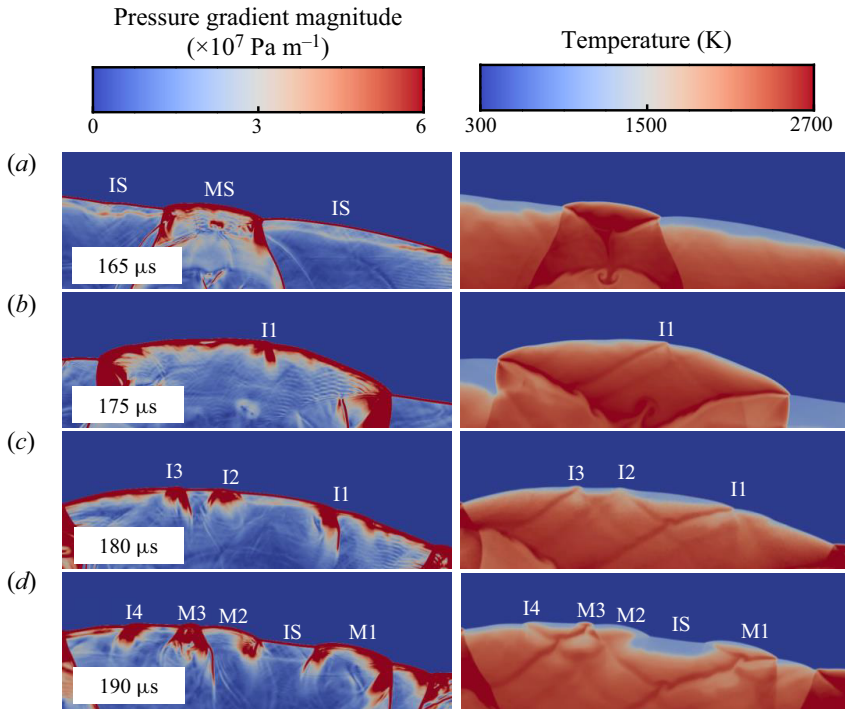 Pressure gradient magnitude
(×10⁷ Pa m⁻¹)
Temperature (K)
0 3 6
300 1500 2700
(a)
IS MS IS
165 μs
(b)
I1 I1
175 μs
(c)
I3 I2 I1 I3 I2 I1
180 μs
(d)
I4 M3 M2 IS M1 I4 M3 M2 IS M1
190 μs